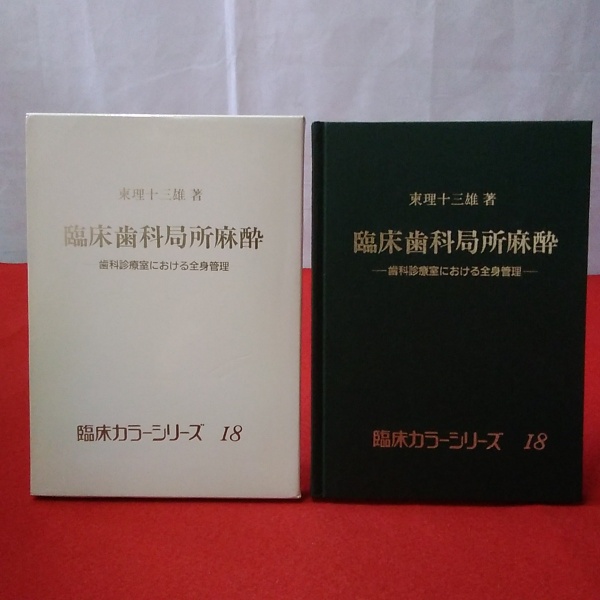 東理十三雄 著
臨床歯科局所麻酔
歯科診療室における全身管理
臨床カラーシリーズ 18
東理十三雄 著
臨床歯科局所麻酔
―歯科診療室における全身管理―
臨床カラーシリーズ 18